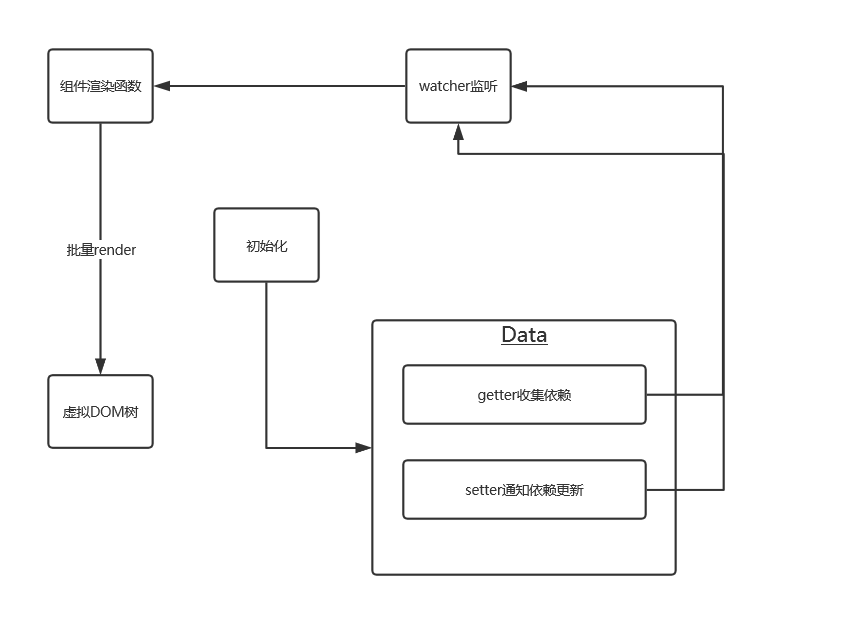 组件渲染函数
watcher监听
批量render
初始化
Data
getter收集依赖
虚拟DOM树
setter通知依赖更新